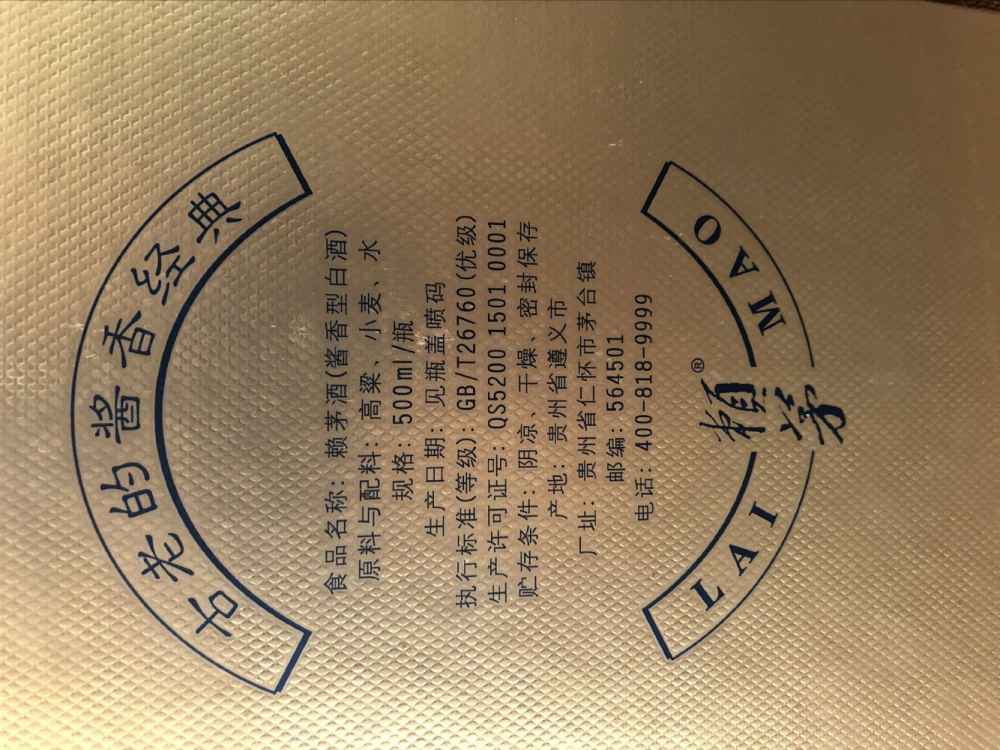 古老的酱香经典
食品名称：赖茅酒(酱香型白酒)
原料与配料：高粱、小麦、水
规格：500ml/瓶
生产日期：见瓶盖喷码
执行标准(等级)：GB/T26760(优级)
生产许可证号：QS5200 1501 0001
贮存条件：阴凉、干燥、密封保存
产地：贵州省遵义市
厂址：贵州省仁怀市茅台镇
邮编：564501
电话：400-818-9999
賴茅®
LAI MAO